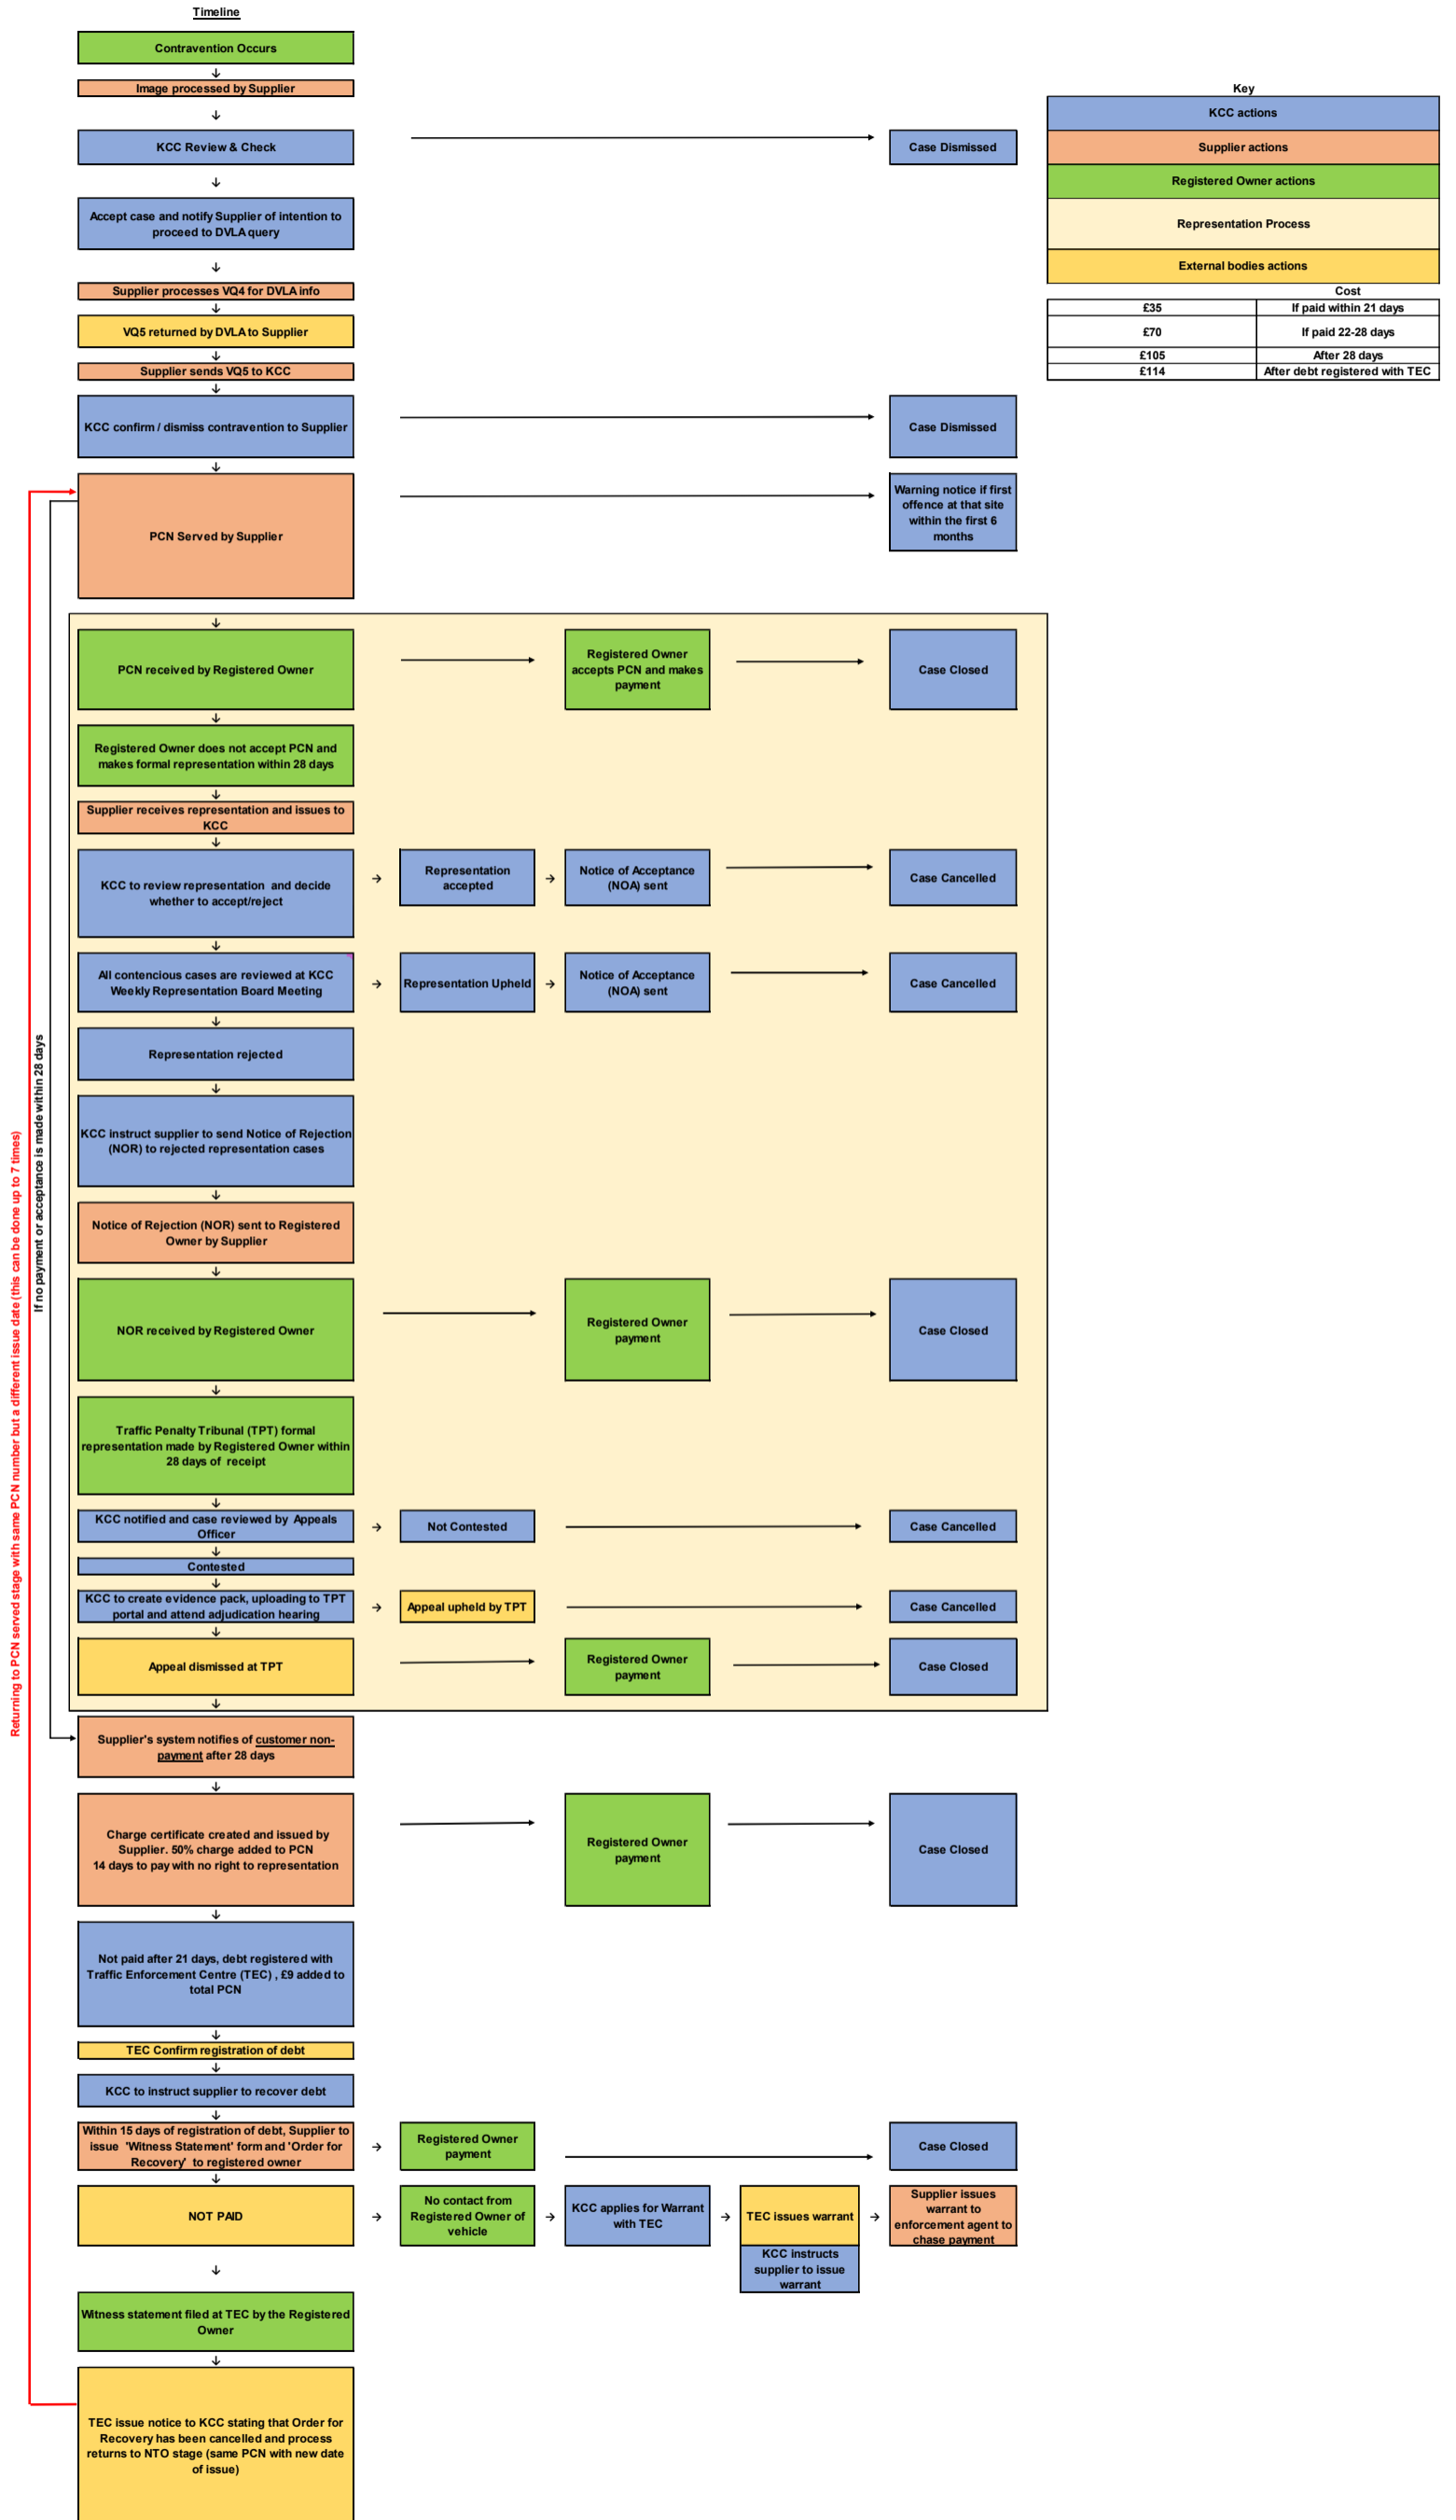 Timeline
Contravention Occurs
Image processed by Supplier
Key
KCC actions
KCC Review & Check
Case Dismissed
Supplier actions
Registered Owner actions
Accept case and notify Supplier of intention to
proceed to DVLA query
Representation Process
External bodies actions
Supplier processes VQ4 for DVLA info
Cost
£35 If paid within 21 days
VQ5 returned by DVLA to Supplier
£70 If paid 22-28 days
£105 After 28 days
Supplier sends VQ5 to KCC
£114 After debt registered with TEC
KCC confirm / dismiss contravention to Supplier
Case Dismissed
PCN Served by Supplier
Warning notice if first
offence at that site
within the first 6
months
PCN received by Registered Owner
Registered Owner
accepts PCN and makes
payment
Case Closed
Registered Owner does not accept PCN and
makes formal representation within 28 days
Supplier receives representation and issues to
KCC
KCC to review representation and decide
whether to accept/reject
Representation
accepted
Notice of Acceptance
(NOA) sent
Case Cancelled
All contencious cases are reviewed at KCC
Weekly Representation Board Meeting
Representation Upheld
Notice of Acceptance
(NOA) sent
Case Cancelled
Representation rejected
KCC instruct supplier to send Notice of Rejection
(NOR) to rejected representation cases
Notice of Rejection (NOR) sent to Registered
Owner by Supplier
NOR received by Registered Owner
Registered Owner
payment
Case Closed
Traffic Penalty Tribunal (TPT) formal
representation made by Registered Owner within
28 days of receipt
KCC notified and case reviewed by Appeals
Officer
Not Contested
Case Cancelled
Contested
KCC to create evidence pack, uploading to TPT
portal and attend adjudication hearing
Appeal upheld by TPT
Case Cancelled
Appeal dismissed at TPT
Registered Owner
payment
Case Closed
Returning to PCN served stage with same PCN number but a different issue date (this can be done up to 7 times)
If no payment or acceptance is made within 28 days
Supplier's system notifies of customer non-
payment after 28 days
Charge certificate created and issued by
Supplier. 50% charge added to PCN
14 days to pay with no right to representation
Registered Owner
payment
Case Closed
Not paid after 21 days, debt registered with
Traffic Enforcement Centre (TEC) , £9 added to
total PCN
TEC Confirm registration of debt
KCC to instruct supplier to recover debt
Within 15 days of registration of debt, Supplier to
issue 'Witness Statement' form and 'Order for
Recovery' to registered owner
Registered Owner
payment
Case Closed
NOT PAID
No contact from
Registered Owner of
vehicle
KCC applies for Warrant
with TEC
TEC issues warrant
KCC instructs
supplier to issue
warrant
Supplier issues
warrant to
enforcement agent to
chase payment
Witness statement filed at TEC by the Registered
Owner
TEC issue notice to KCC stating that Order for
Recovery has been cancelled and process
returns to NTO stage (same PCN with new date
of issue)